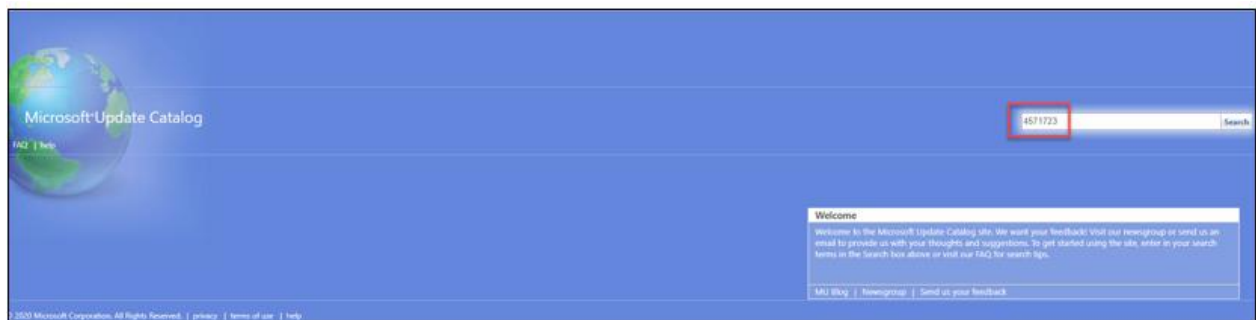 Microsoft® Update Catalog
4571723
Search
FAQ | help
Welcome
Welcome to the Microsoft Update Catalog site. We want your feedback! Visit our newsgroup or send us an
email to provide us with your thoughts and suggestions. To get started using the site, enter in your search
terms in the Search box above or visit our FAQ for search tips.
MU Blog | Newsgroup | Send us your feedback
© 2020 Microsoft Corporation. All Rights Reserved. | privacy | terms of use | help